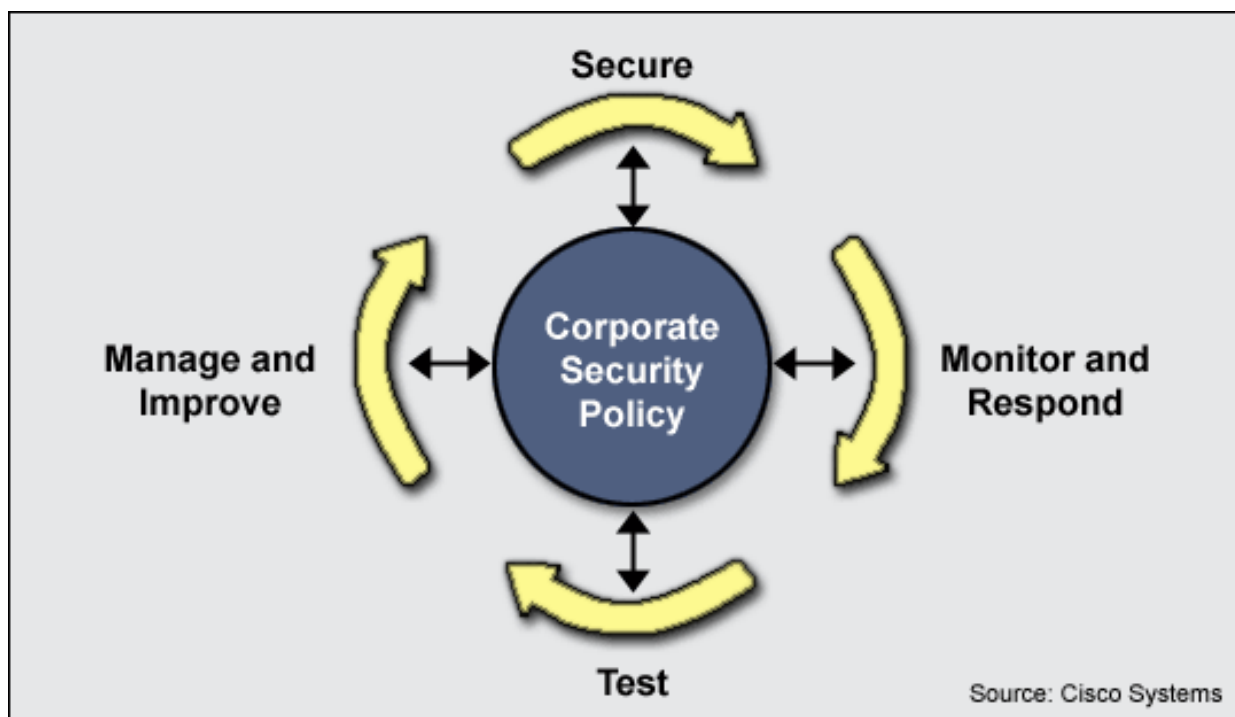 Secure
Corporate
Security
Policy
Manage and
Improve
Monitor and
Respond
Test
Source: Cisco Systems